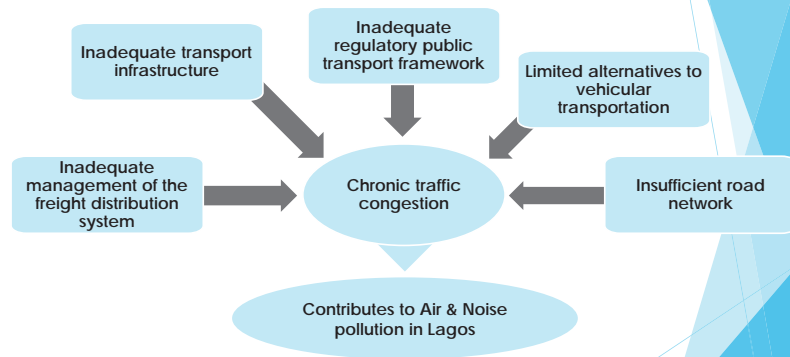 Inadequate transport
infrastructure
Inadequate
regulatory public
transport framework
Limited alternatives to
vehicular
transportation
Inadequate
management of the
freight distribution
system
Chronic traffic
congestion
Insufficient road
network
Contributes to Air & Noise
pollution in Lagos